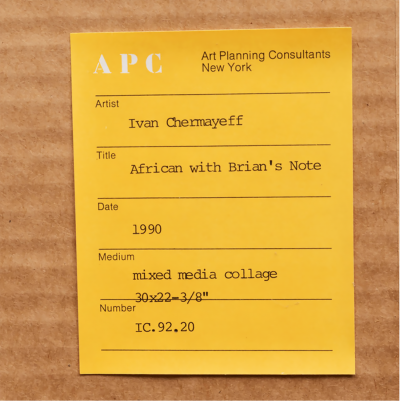 APC
Art Planning Consultants
New York
Artist
Ivan Chermayeff
Title
African with Brian's Note
Date
1990
Medium
mixed media collage
30x22-3/8"
Number
IC.92.20